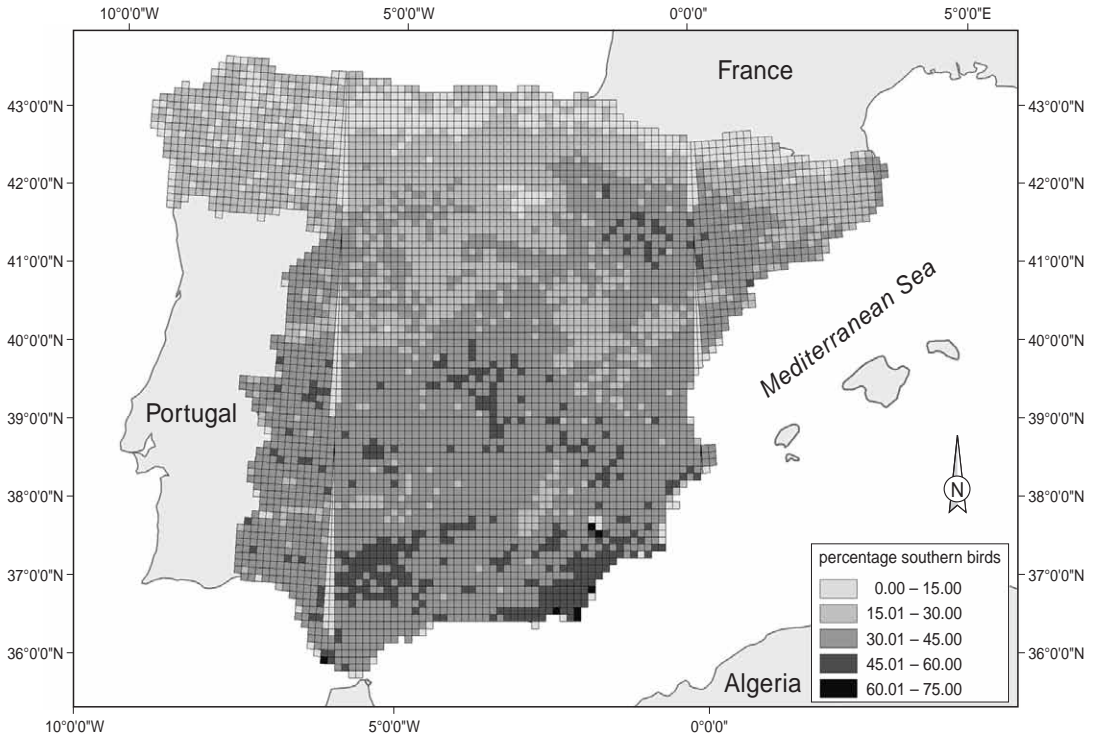 10°0'0"W 5°0'0"W 0°0'0" 5°0'0"E
France
43°0'0"N 43°0'0"N
42°0'0"N 42°0'0"N
41°0'0"N 41°0'0"N
Mediterranean Sea
40°0'0"N 40°0'0"N
Portugal
39°0'0"N 39°0'0"N
38°0'0"N 38°0'0"N
N
37°0'0"N 37°0'0"N
36°0'0"N 36°0'0"N
percentage southern birds
0.00 – 15.00
15.01 – 30.00
30.01 – 45.00
45.01 – 60.00
60.01 – 75.00
Algeria
10°0'0"W 5°0'0"W 0°0'0"